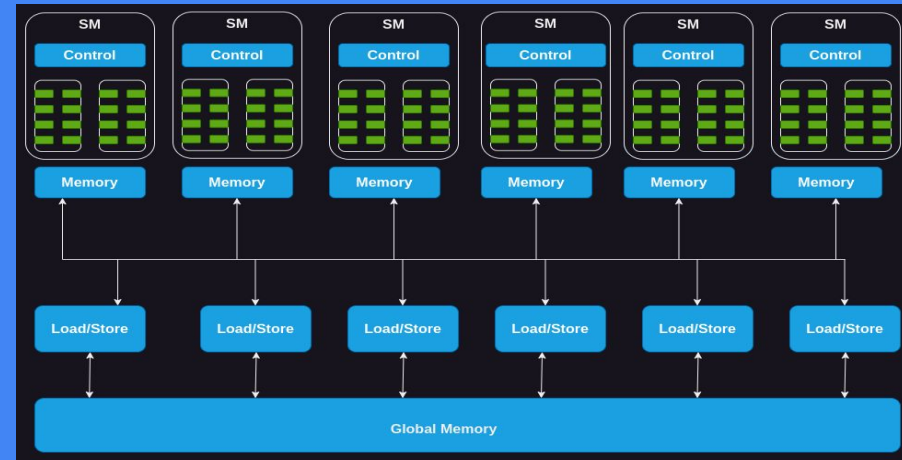 SM SM SM SM SM SM
Control Control Control Control Control Control
Memory Memory Memory Memory Memory Memory
Load/Store Load/Store Load/Store Load/Store Load/Store Load/Store
Global Memory